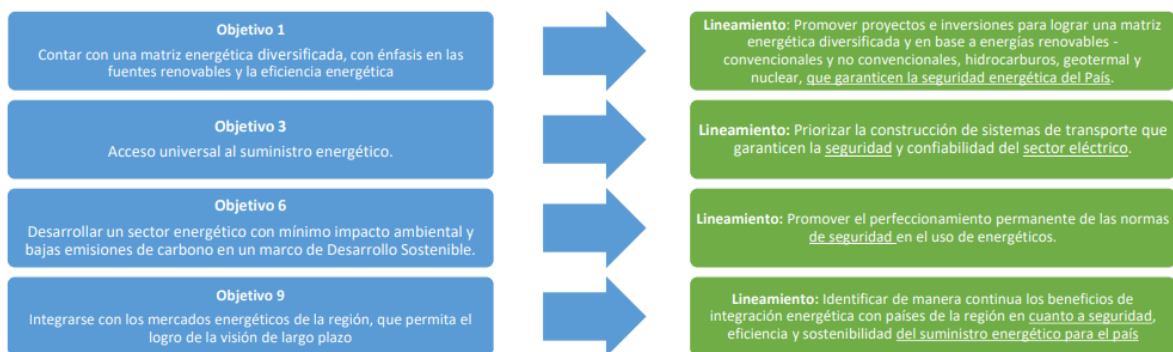 Objetivo 1
Contar con una matriz energética diversificada, con énfasis en las
fuentes renovables y la eficiencia energética
Lineamiento: Promover proyectos e inversiones para lograr una matriz
energética diversificada y en base a energías renovables -
convencionales y no convencionales, hidrocarburos, geotermal y
nuclear, que garanticen la seguridad energética del País.
Objetivo 3
Acceso universal al suministro energético.
Lineamiento: Priorizar la construcción de sistemas de transporte que
garanticen la seguridad y confiabilidad del sector eléctrico.
Objetivo 6
Desarrollar un sector energético con mínimo impacto ambiental y
bajas emisiones de carbono en un marco de Desarrollo Sostenible.
Lineamiento: Promover el perfeccionamiento permanente de las normas
de seguridad en el uso de energéticos.
Objetivo 9
Integrarse con los mercados energéticos de la región, que permita el
logro de la visión de largo plazo
Lineamiento: Identificar de manera continua los beneficios de
integración energética con países de la región en cuanto a seguridad,
eficiencia y sostenibilidad del suministro energético para el país